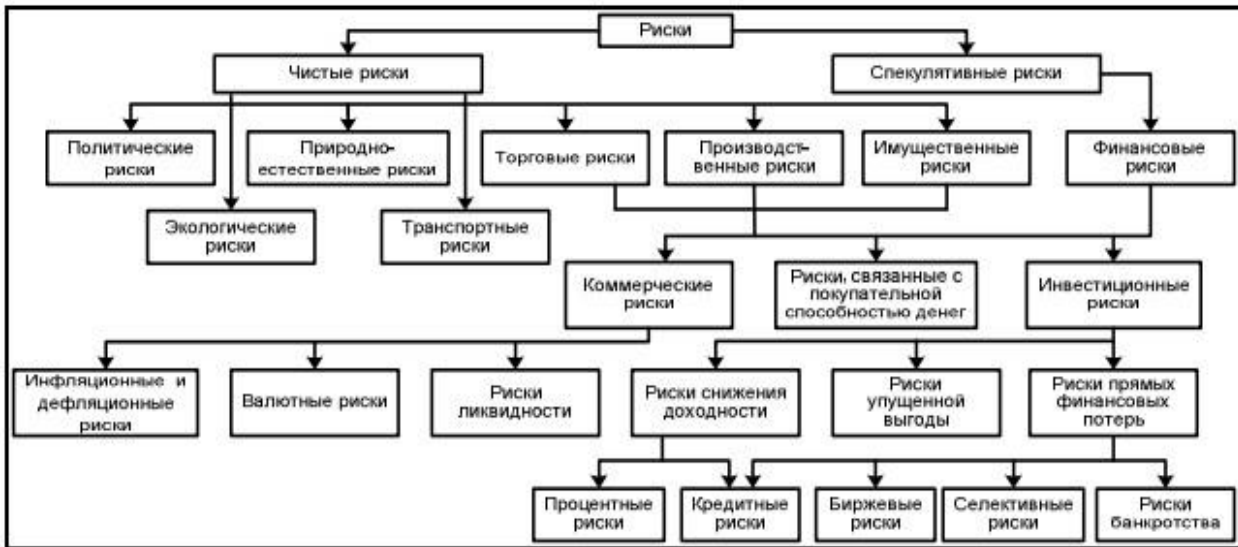 Риски
Чистые риски
Спекулятивные риски
Политические
риски
Природно-
естественные риски
Торговые риски
Производст-
венные риски
Имущественные
риски
Финансовые
риски
Экологические
риски
Транспортные
риски
Коммерческие
риски
Риски, связанные с
покупательной
способностью денег
Инвестиционные
риски
Инфляционные и
дефляционные
риски
Валютные риски
Риски
ликвидности
Риски снижения
доходности
Риски
упущенной
выгоды
Риски прямых
финансовых
потерь
Процентные
риски
Кредитные
риски
Биржевые
риски
Селективные
риски
Риски
банкротства